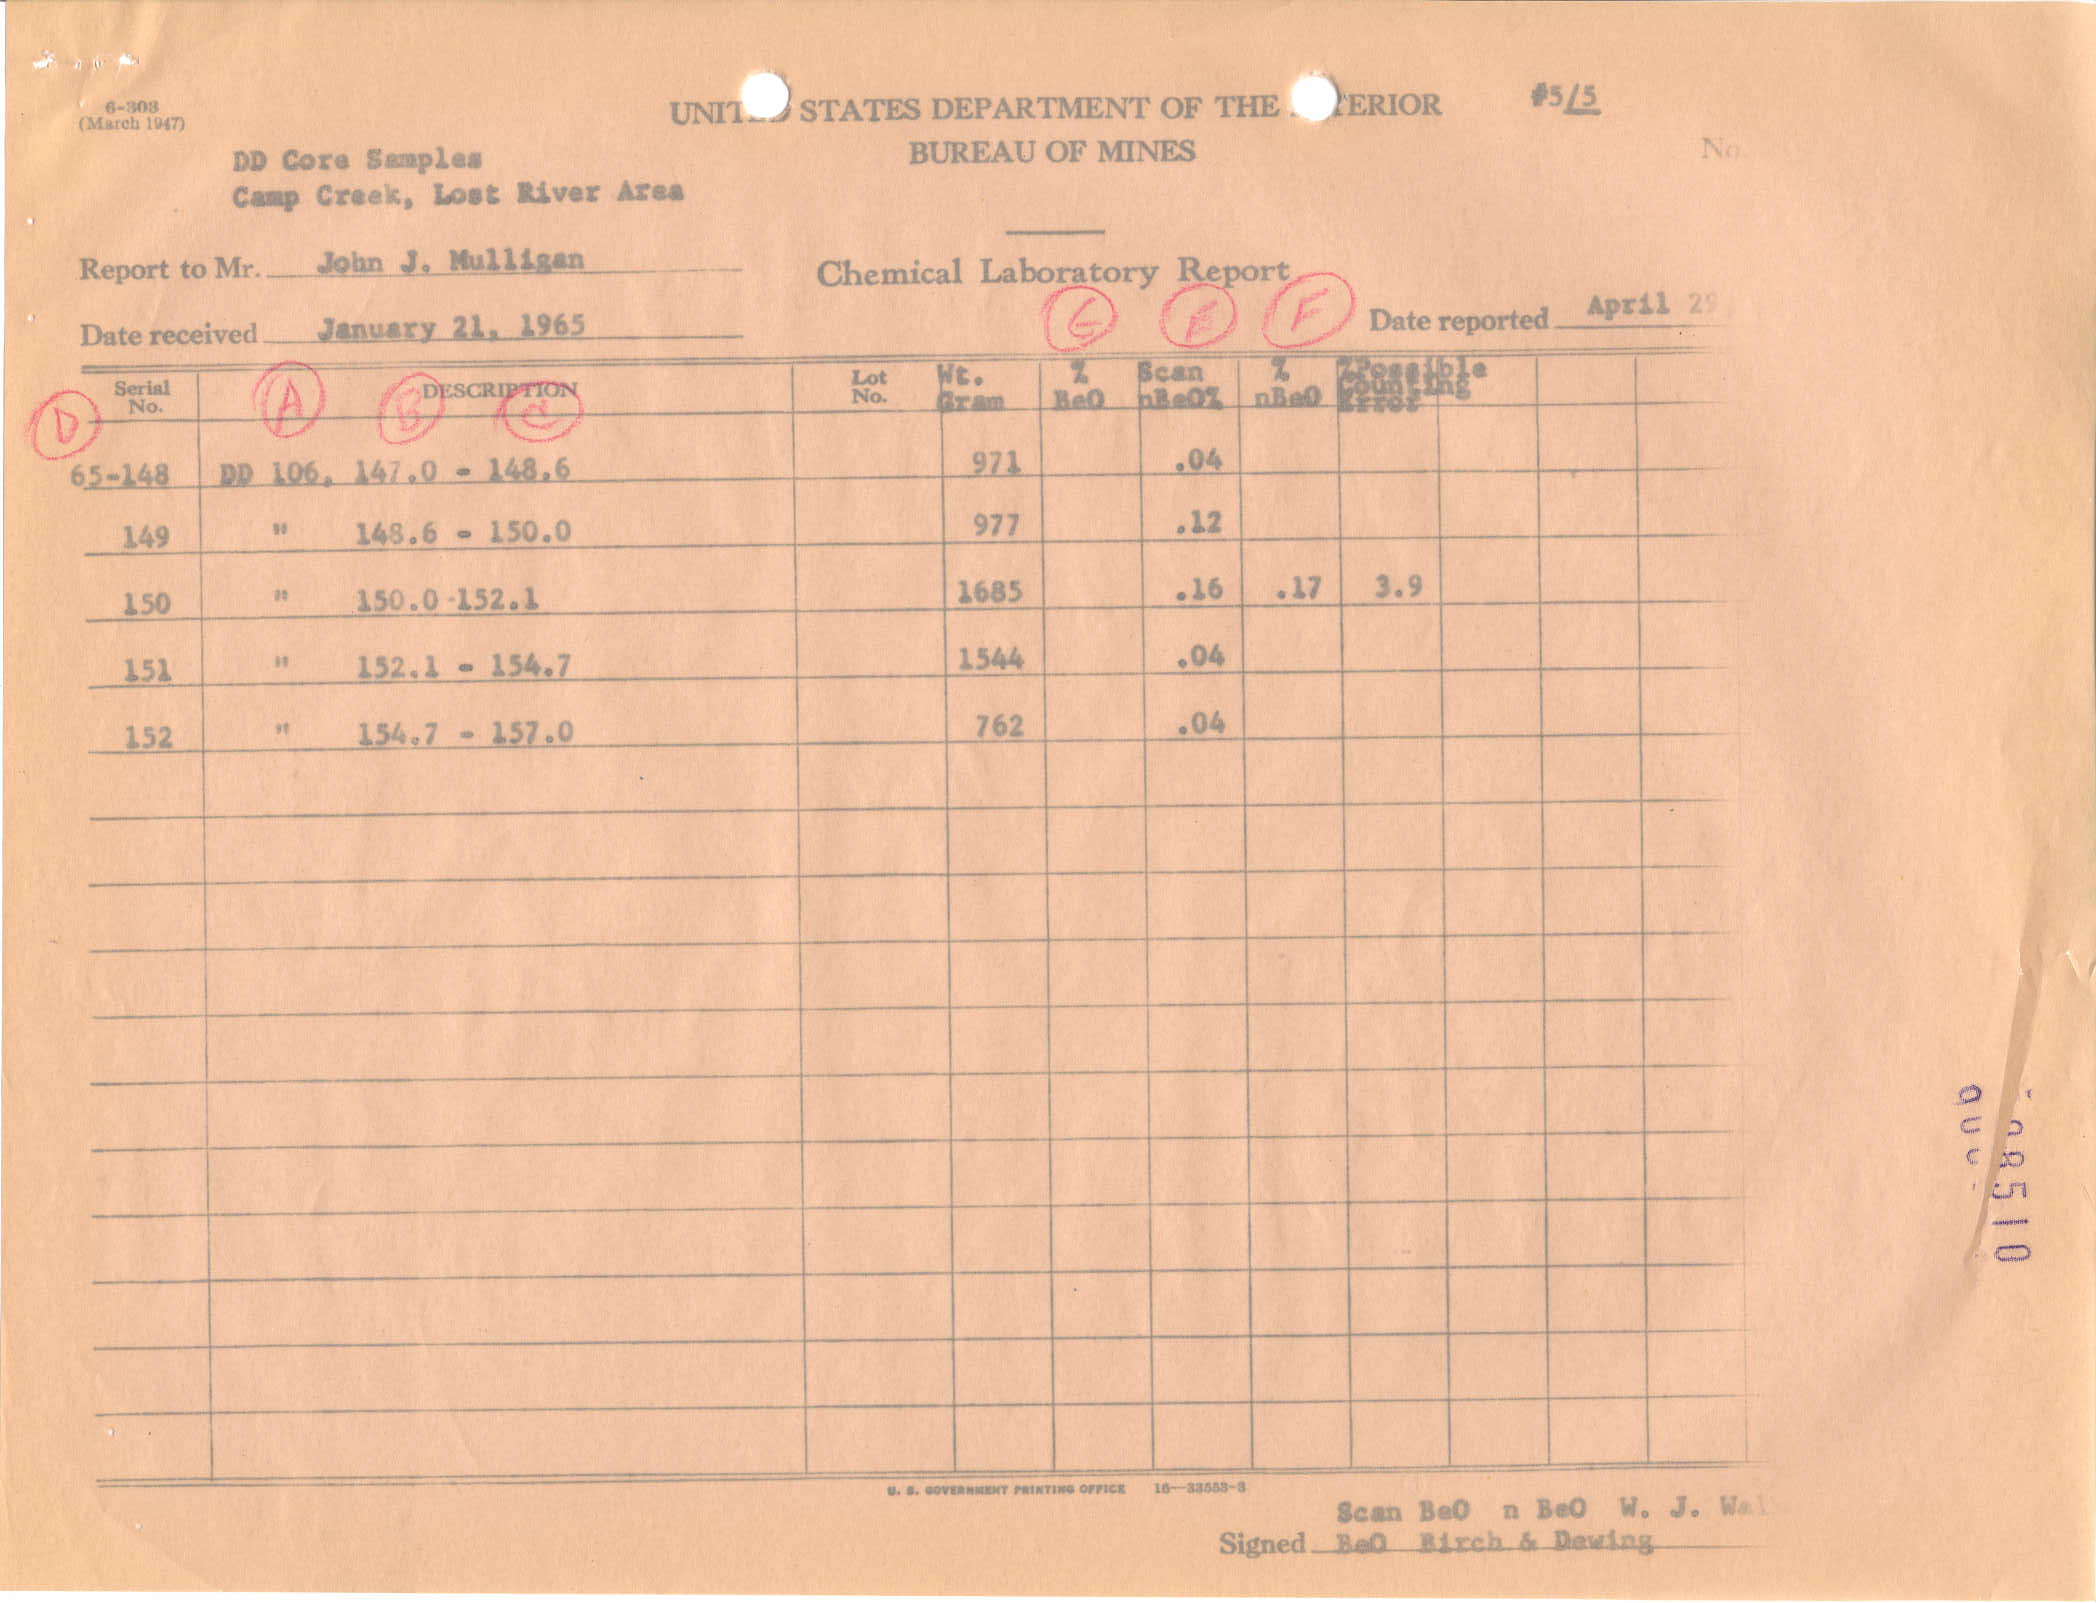 6-303
(March 1947)
UNITED STATES DEPARTMENT OF THE INTERIOR #5/5
BUREAU OF MINES
No.
DD Core Samples
Camp Creek, Lost River Area
Report to Mr. John J. Mulligan
Chemical Laboratory Report
Date received January 21, 1965
Date reported April 29
G E F
D A B C
Serial No. DESCRIPTION Lot No. Wt. Gram % BeO Scan nBeO% % nBeO %Possible Counting Error
65-148 DD 106, 147.0 - 148.6 971 .04
149 " 148.6 - 150.0 977 .12
150 " 150.0 -152.1 1685 .16 .17 3.9
151 " 152.1 - 154.7 1544 .04
152 " 154.7 - 157.0 762 .04
U. S. GOVERNMENT PRINTING OFFICE 16—33553-3
Scan BeO n BeO W. J.
Signed BeO Birch & Dewing